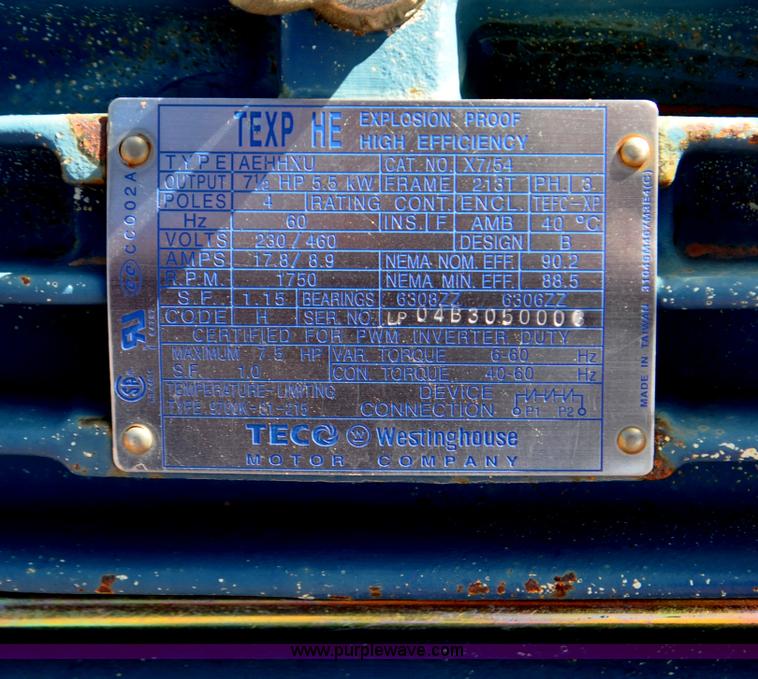 TEXP HE EXPLOSION PROOF
HIGH EFFICIENCY
TYPE AEHHXU CAT. NO. X7/54
OUTPUT 7½ HP 5.5 KW FRAME 213T PH. 3
POLES 4 RATING CONT. ENCL. TEFC-XP
Hz 60 INS. F AMB 40 °C
VOLTS 230/460 DESIGN B
AMPS 17.8/8.9 NEMA NOM. EFF. 90.2
R.P.M. 1750 NEMA MIN. EFF. 88.5
S.F. 1.15 BEARINGS 6308ZZ 6306ZZ
CODE H SER. NO. LP 04B3050006
CERTIFIED FOR PWM INVERTER DUTY
MAXIMUM 7.5 HP VAR. TORQUE 6-60 Hz
S.F. 1.0 CON. TORQUE 40-60 Hz
TEMPERATURE-LIMITING DEVICE
TYPE CONNECTION P1 P2
TECO W Westinghouse
MOTOR COMPANY
CC002A
MADE IN TAIWAN
www.purplewave.com